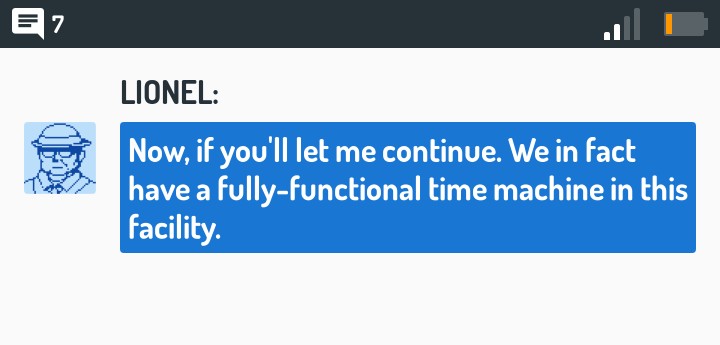 7
LIONEL:
Now, if you'll let me continue. We in fact
have a fully-functional time machine in this
facility.